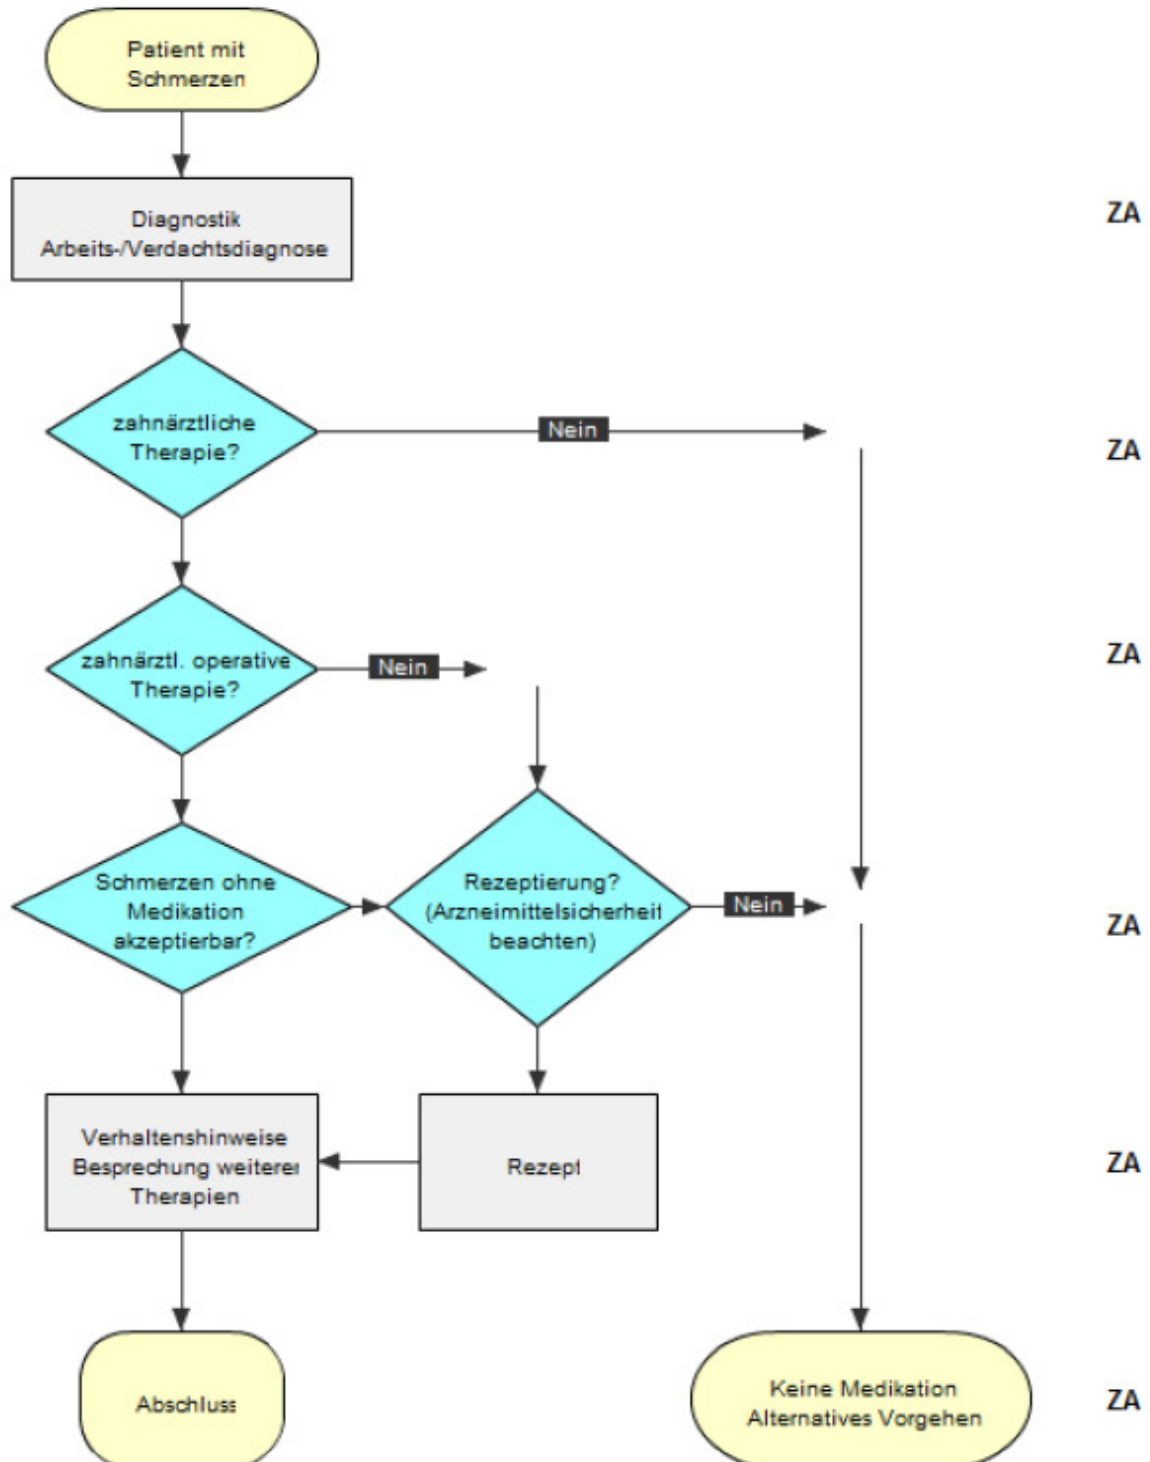 Patient mit
Schmerzen
Diagnostik
Arbeits-/Verdachtsdiagnose
ZA
zahnärztliche
Therapie?
Nein
ZA
zahnärztl. operative
Therapie?
Nein
ZA
Schmerzen ohne
Medikation
akzeptierbar?
Rezeptierung?
(Arzneimittelsicherheit
beachten)
Nein
ZA
Verhaltenshinweise
Besprechung weiterer
Therapien
Rezept
ZA
Abschluss
Keine Medikation
Alternatives Vorgehen
ZA